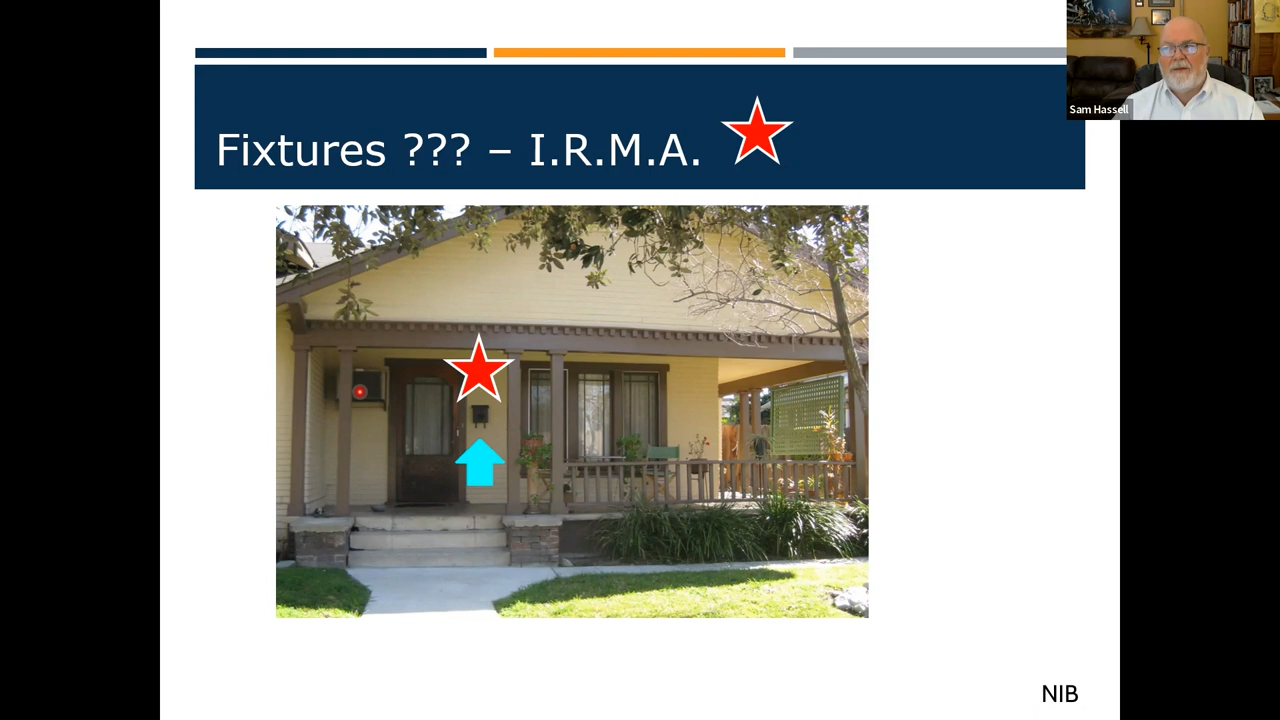 Fixtures ??? – I.R.M.A.
Sam Hassell
NIB